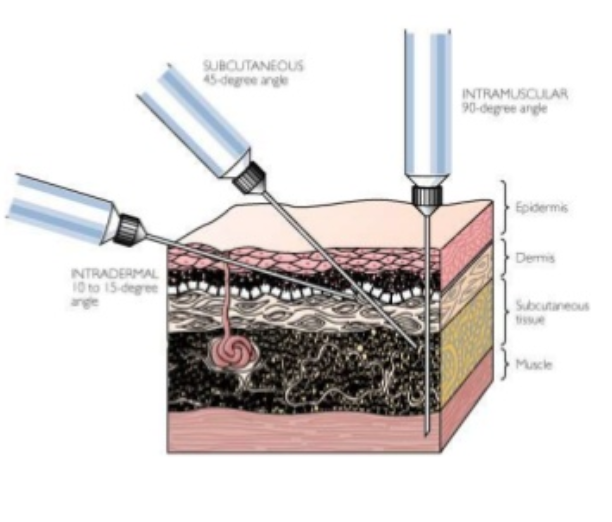 SUBCUTANEOUS
45-degree angle
INTRAMUSCULAR
90-degree angle
Epidermis
Dermis
INTRADERMAL
10 to 15-degree
angle
Subcutaneous
tissue
Muscle